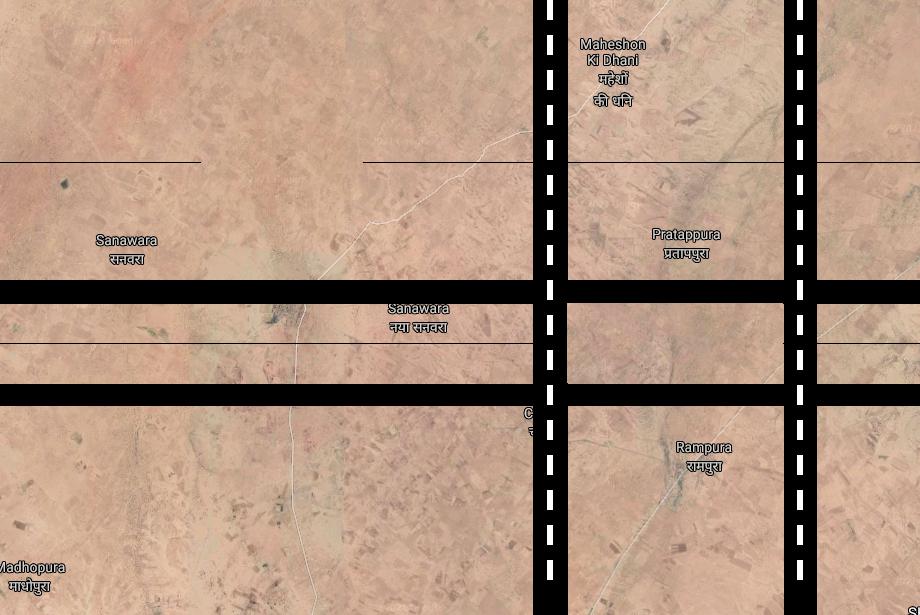 Maheshon
Ki Dhani
महेशों
की धनि
Sanawara
सनवरा
Pratappura
प्रतापपुरा
Sanawara
नया सनवरा
Rampura
रामपुरा
Madhopura
माधोपुरा